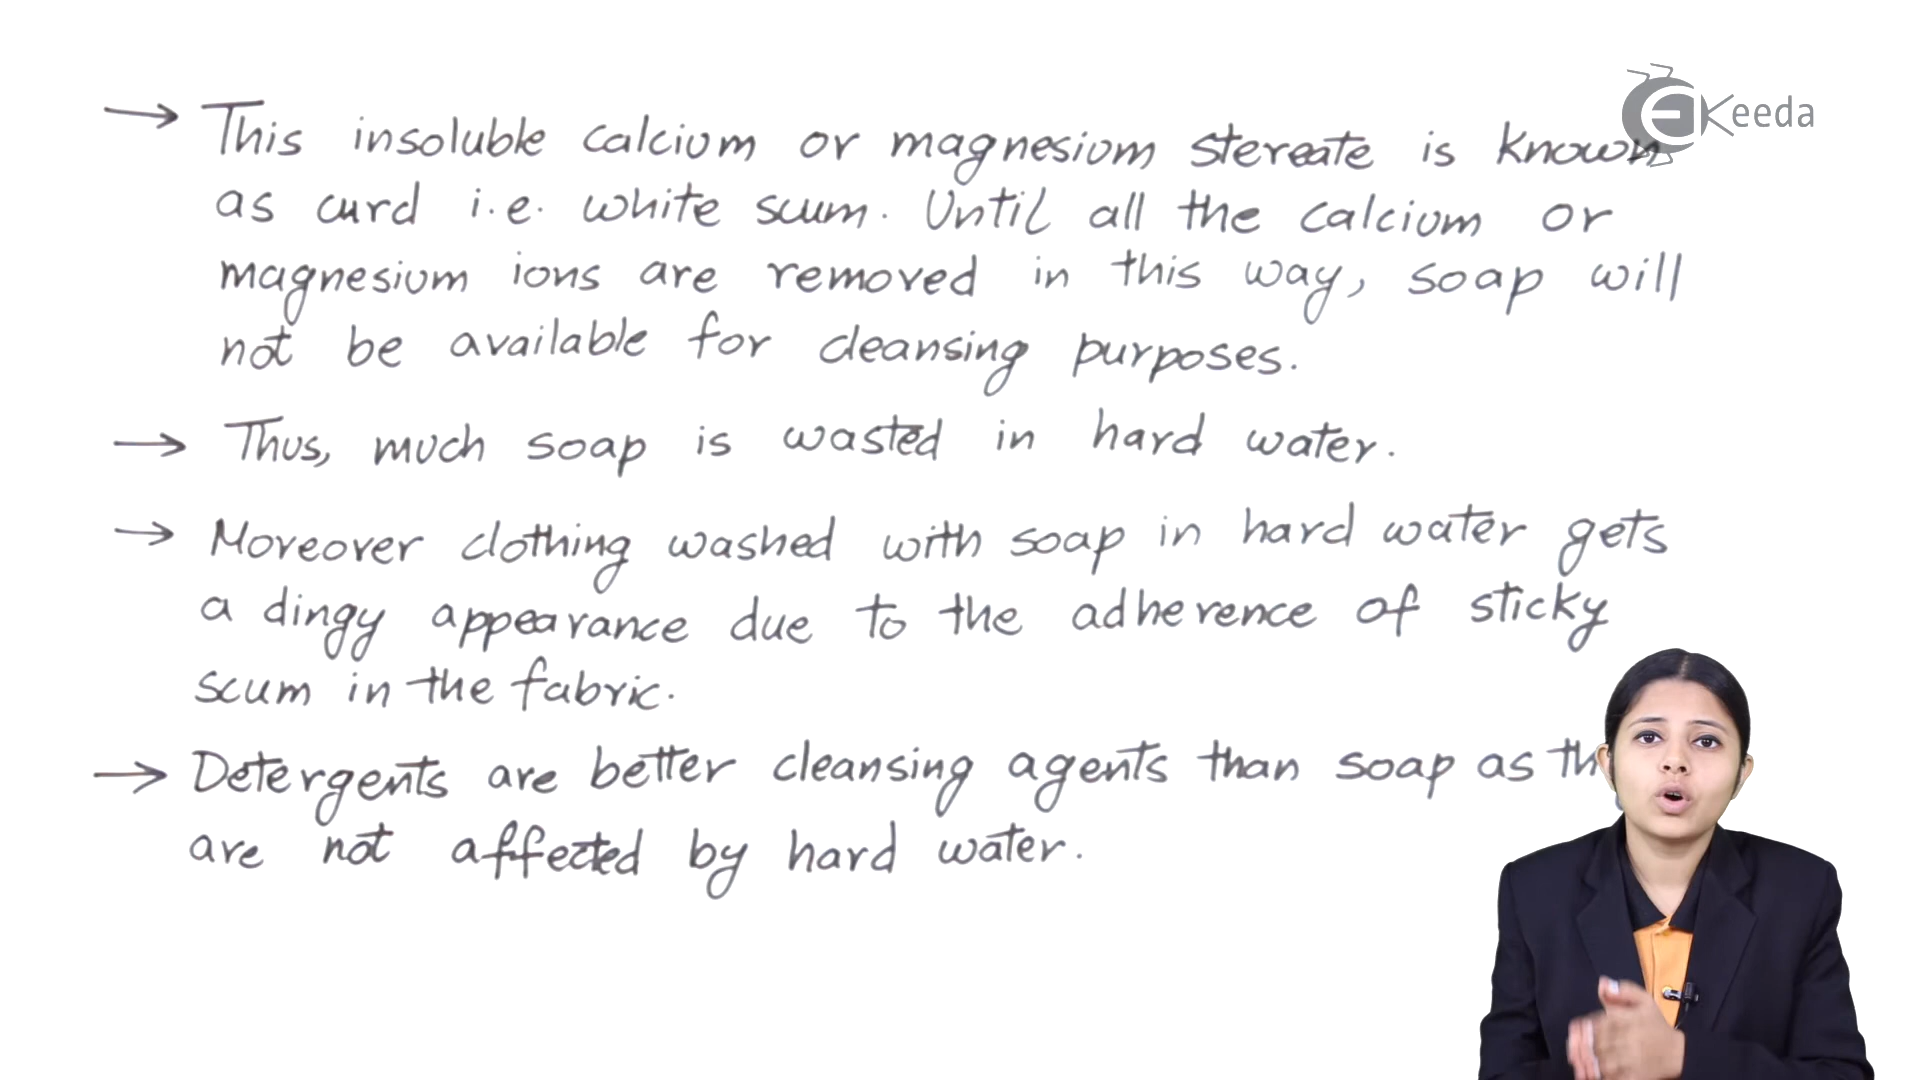 → This insoluble calcium or magnesium stereate is known
as curd i.e. white scum. Until all the calcium or
magnesium ions are removed in this way, soap will
not be available for cleansing purposes.
→ Thus, much soap is wasted in hard water.
→ Moreover clothing washed with soap in hard water gets
a dingy appearance due to the adherence of sticky
scum in the fabric.
→ Detergents are better cleansing agents than soap as th
are not affected by hard water.
EKeeda